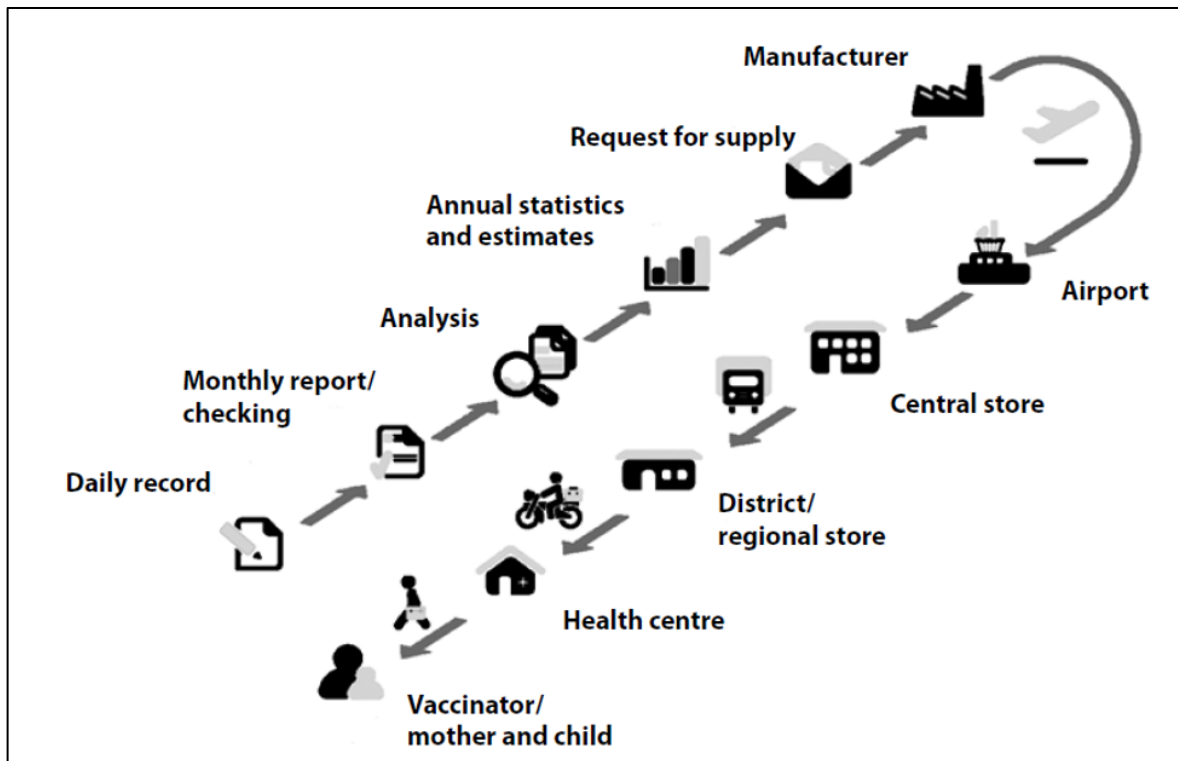 Manufacturer
Request for supply
Annual statistics
and estimates
Analysis
Monthly report/
checking
Daily record
Airport
Central store
District/
regional store
Health centre
Vaccinator/
mother and child